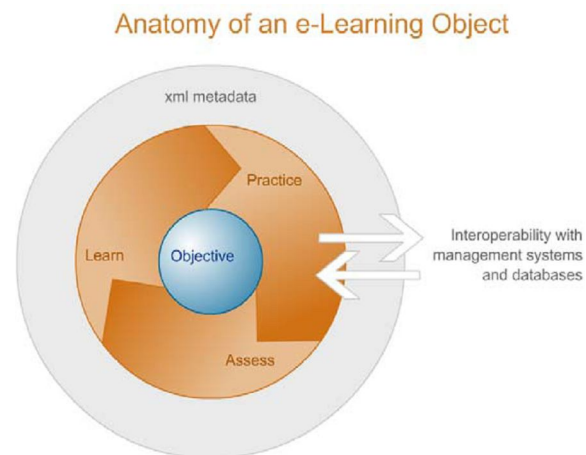 Anatomy of an e-Learning Object
xml metadata
Practice
Learn
Objective
Assess
Interoperability with
management systems
and databases